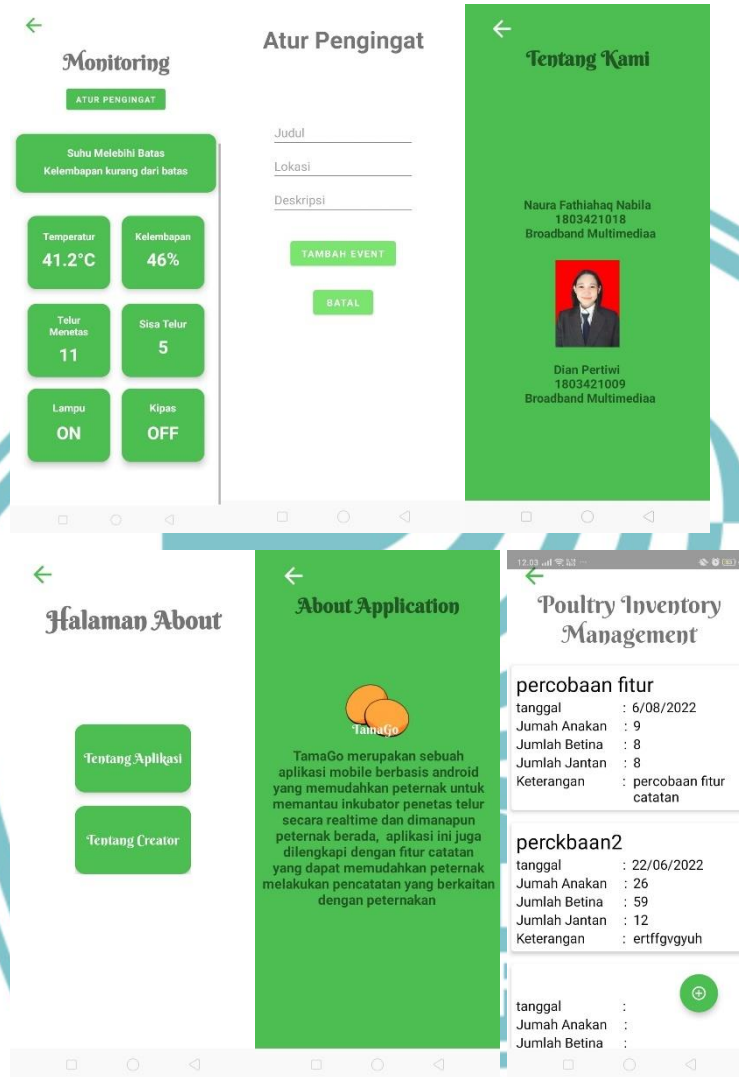 Monitoring
ATUR PENGINGAT
Suhu Melebihi Batas
Kelembapan kurang dari batas
Temperatur
41.2°C
Kelembapan
46%
Telur
Menetas
11
Sisa Telur
5
Lampu
ON
Kipas
OFF
Atur Pengingat
Judul
Lokasi
Deskripsi
TAMBAH EVENT
BATAL
Tentang Kami
Naura Fathiahaq Nabila
1803421018
Broadband Multimediaa
Dian Pertiwi
1803421009
Broadband Multimediaa
Halaman About
Tentang Aplikasi
Tentang Creator
About Application
TamaGo
TamaGo merupakan sebuah
aplikasi mobile berbasis android
yang memudahkan peternak untuk
memantau inkubator penetas telur
secara realtime dan dimanapun
peternak berada, aplikasi ini juga
dilengkapi dengan fitur catatan
yang dapat memudahkan peternak
melakukan pencatatan yang berkaitan
dengan peternakan
12.03
Poultry Inventory
Management
percobaan fitur
tanggal : 6/08/2022
Jumah Anakan : 9
Jumlah Betina : 8
Jumlah Jantan : 8
Keterangan : percobaan fitur
catatan
perckbaan2
tanggal : 22/06/2022
Jumah Anakan : 26
Jumlah Betina : 59
Jumlah Jantan : 12
Keterangan : ertffgvgyuh
tanggal :
Jumah Anakan :
Jumlah Betina :